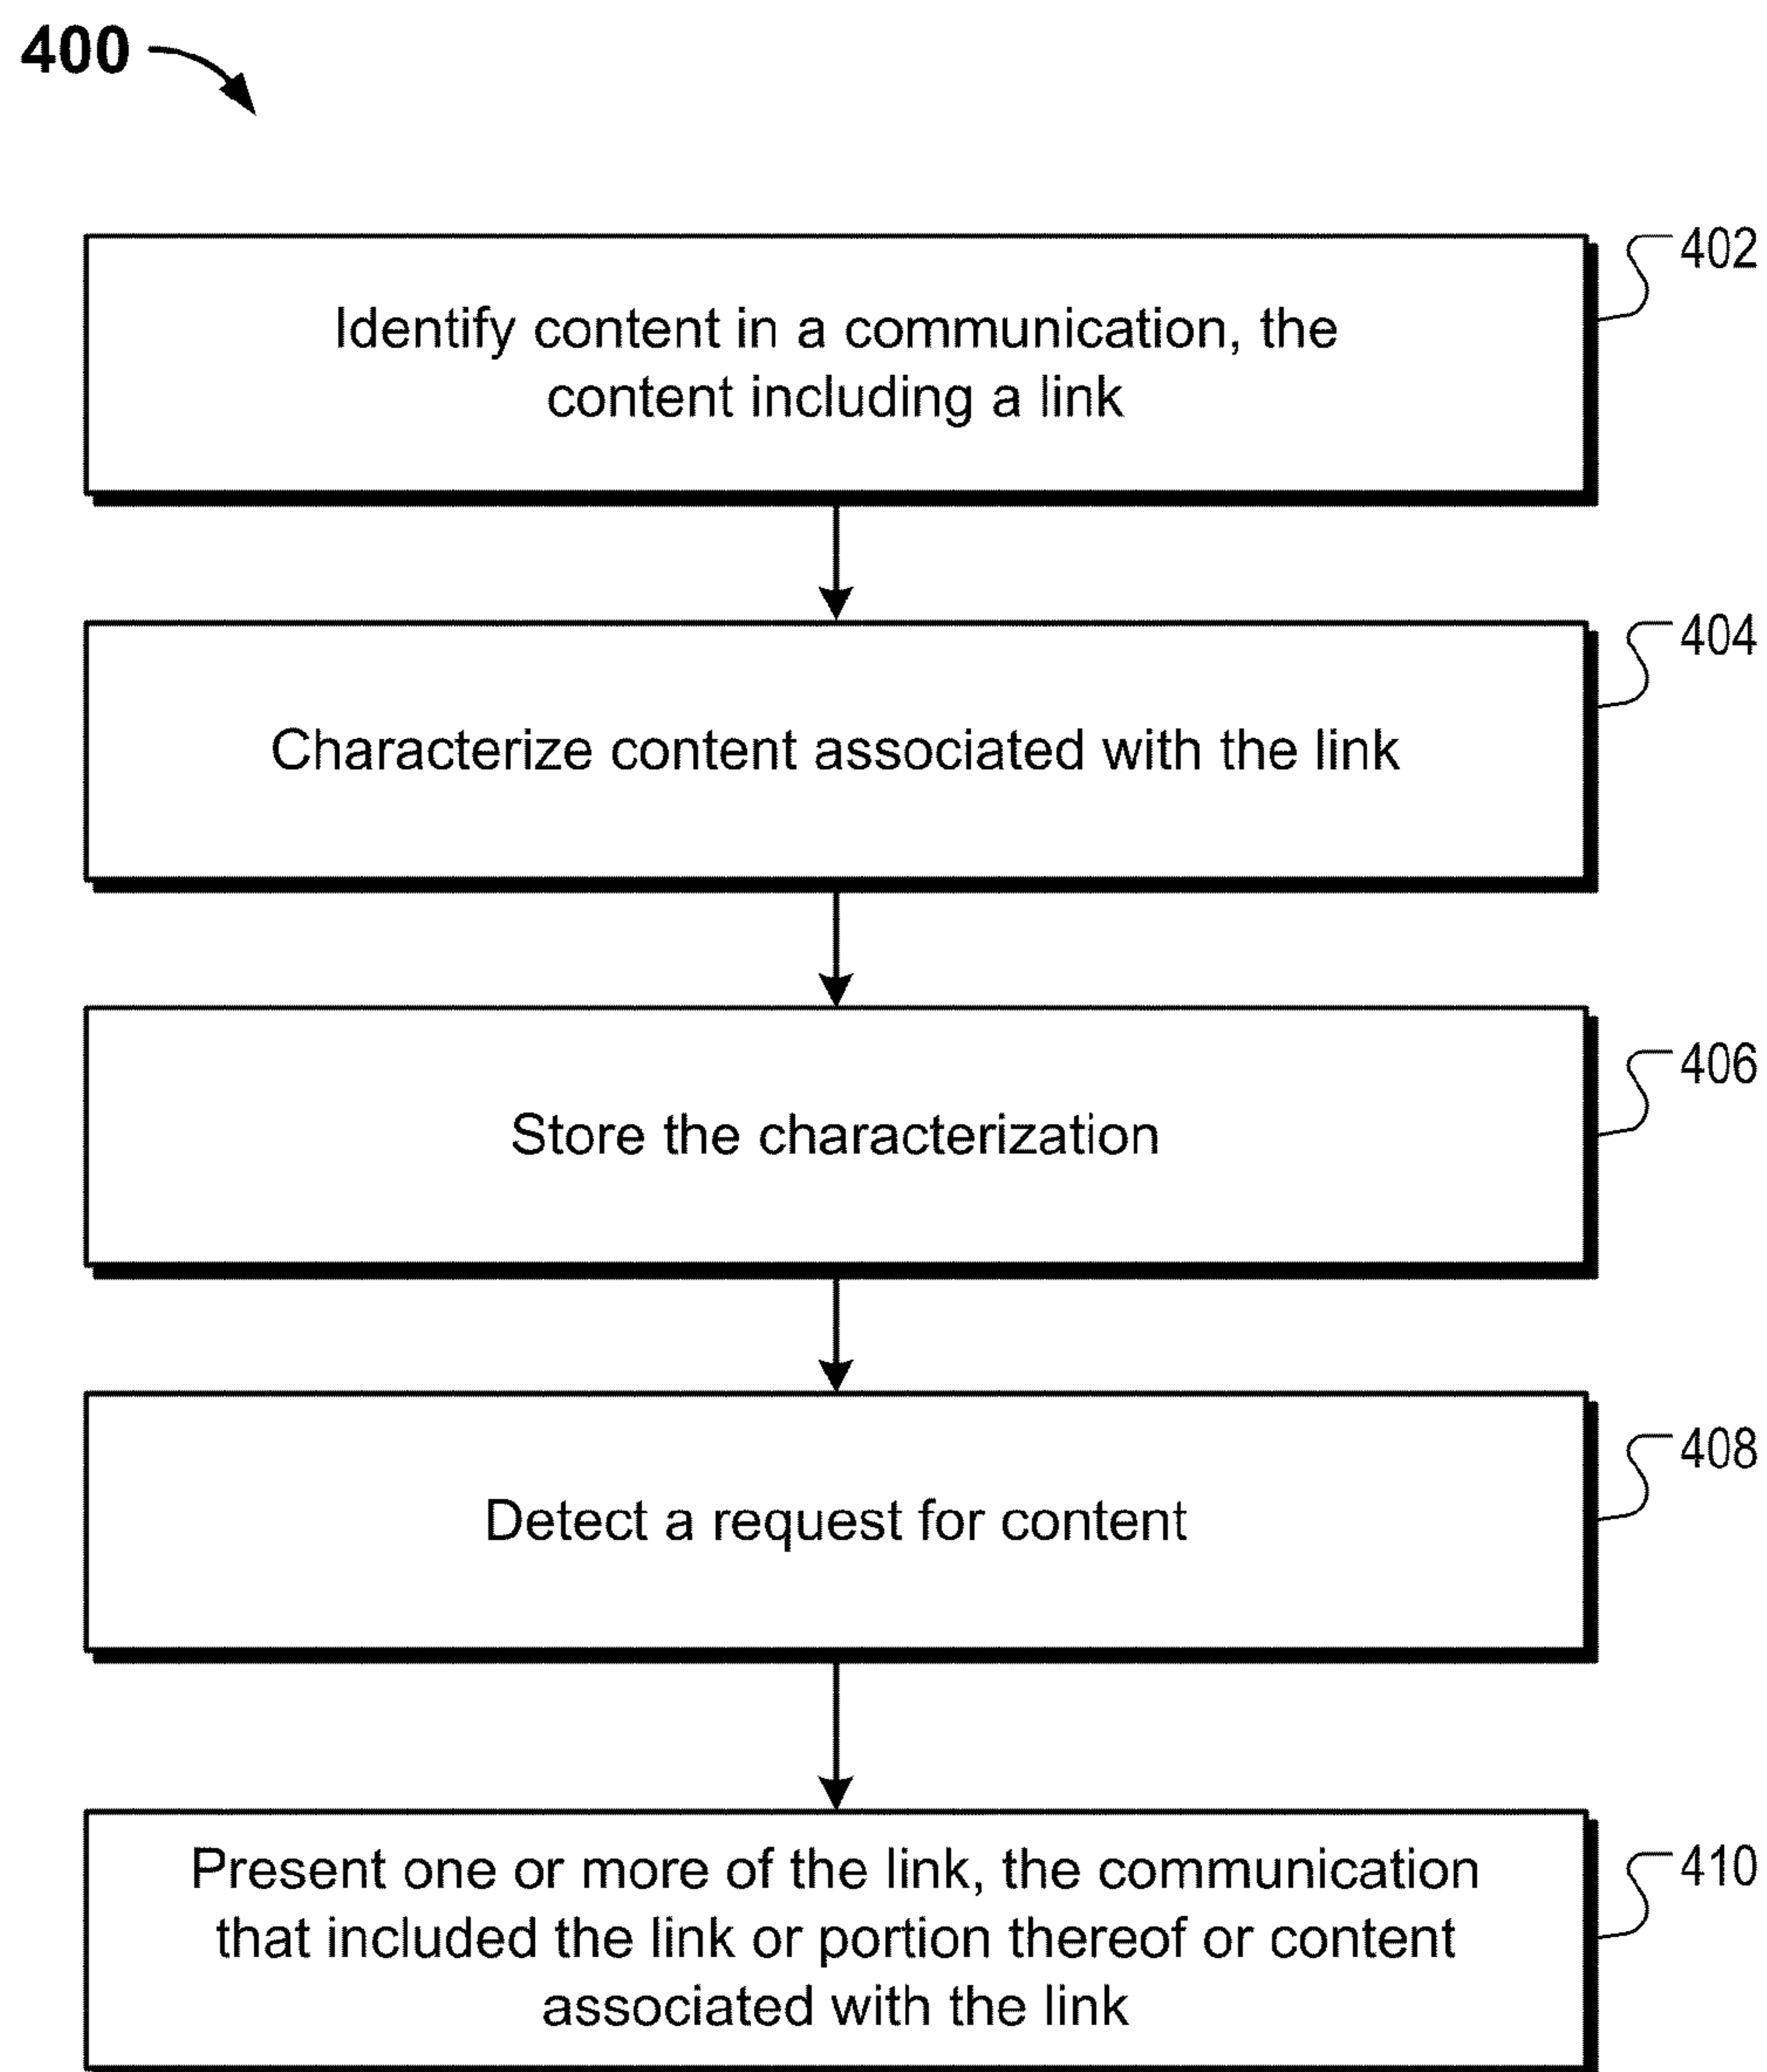 400
402
Identify content in a communication, the
content including a link
404
Characterize content associated with the link
406
Store the characterization
408
Detect a request for content
410
Present one or more of the link, the communication
that included the link or portion thereof or content
associated with the link